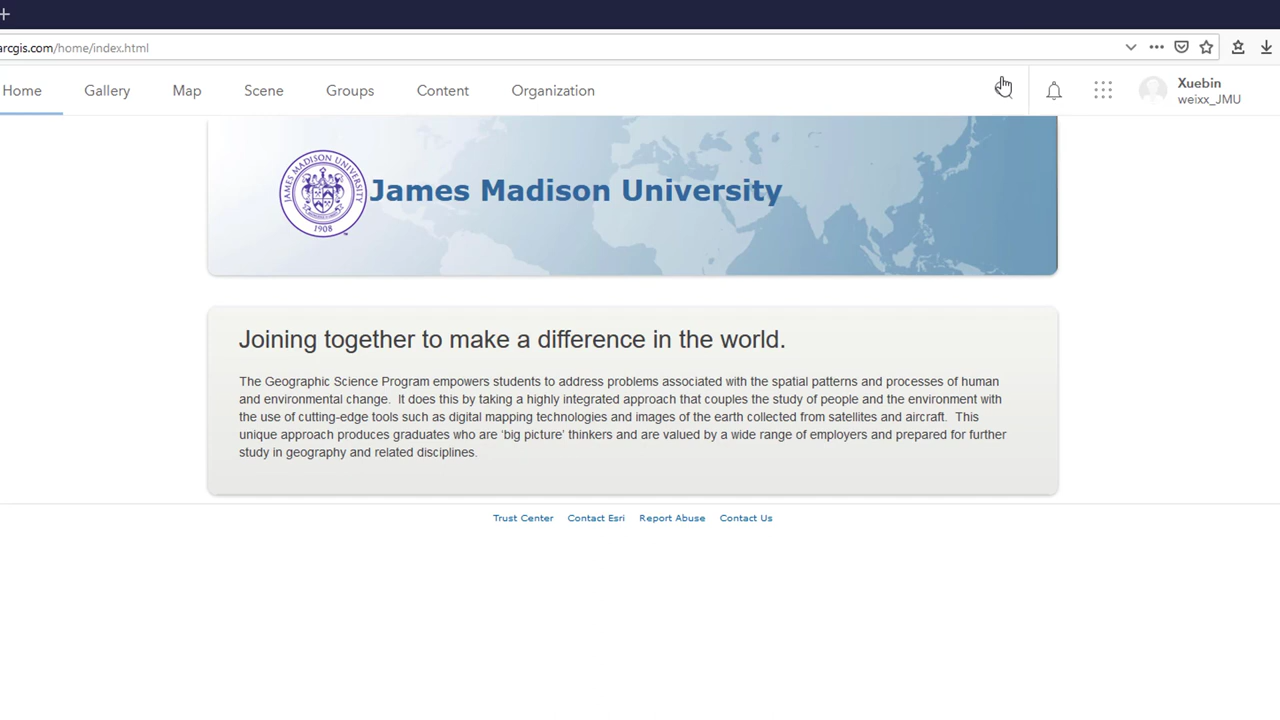 arcgis.com/home/index.html
Home Gallery Map Scene Groups Content Organization
Xuebin
weixx_JMU
JAMES MADISON UNIVERSITY
1908
James Madison University
Joining together to make a difference in the world.
The Geographic Science Program empowers students to address problems associated with the spatial patterns and processes of human
and environmental change. It does this by taking a highly integrated approach that couples the study of people and the environment with
the use of cutting-edge tools such as digital mapping technologies and images of the earth collected from satellites and aircraft. This
unique approach produces graduates who are ‘big picture’ thinkers and are valued by a wide range of employers and prepared for further
study in geography and related disciplines.
Trust Center Contact Esri Report Abuse Contact Us